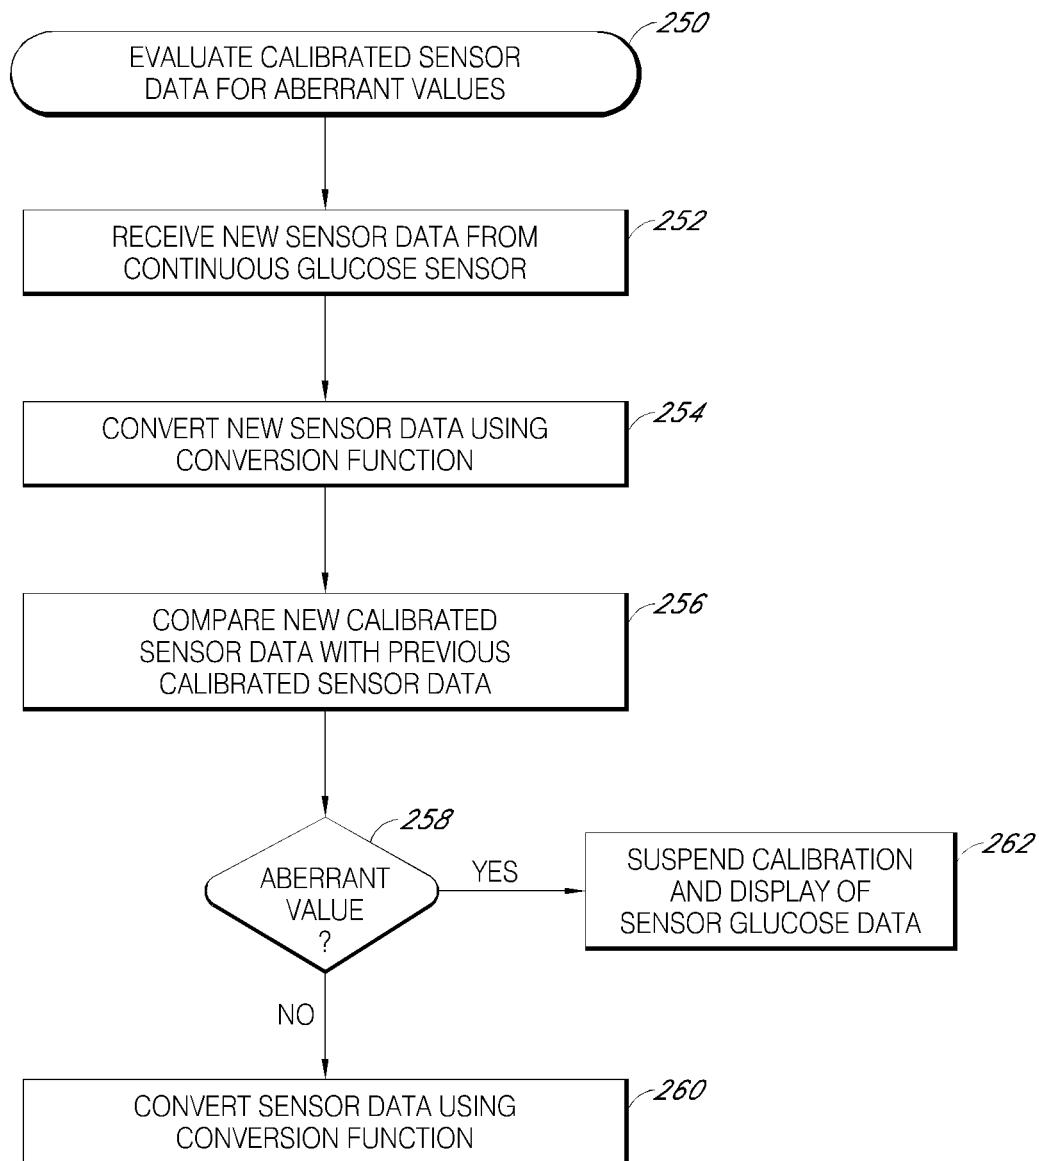 250
EVALUATE CALIBRATED SENSOR
DATA FOR ABERRANT VALUES
252
RECEIVE NEW SENSOR DATA FROM
CONTINUOUS GLUCOSE SENSOR
254
CONVERT NEW SENSOR DATA USING
CONVERSION FUNCTION
256
COMPARE NEW CALIBRATED
SENSOR DATA WITH PREVIOUS
CALIBRATED SENSOR DATA
258
ABERRANT
VALUE
?
YES
262
SUSPEND CALIBRATION
AND DISPLAY OF
SENSOR GLUCOSE DATA
NO
260
CONVERT SENSOR DATA USING
CONVERSION FUNCTION